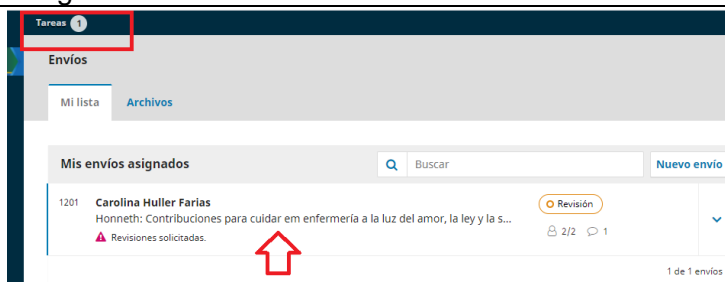 Tareas 1
Envíos
Mi lista Archivos
Mis envíos asignados Buscar Nuevo envío
1201 Carolina Huller Farias Revisión
Honneth: Contribuciones para cuidar em enfermería a la luz del amor, la ley y la s...
Revisiones solicitadas. 2/2 1
1 de 1 envíos